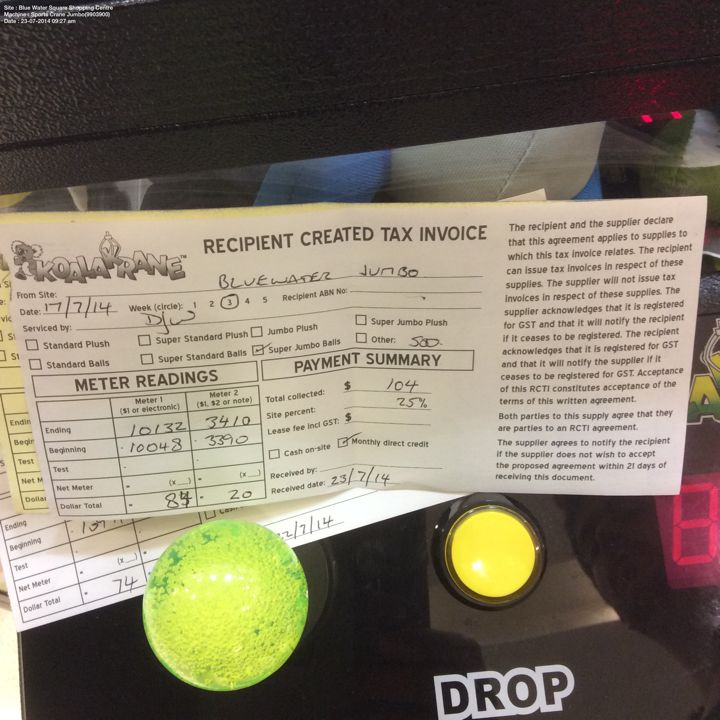 Site : Blue Water Square Shopping Centre
Machine : Sports Crane Jumbo(9903900)
Date : 23-07-2014 09:27 am
KOALA KRANE™
RECIPIENT CREATED TAX INVOICE
From Site: BLUEWATER JUMBO
Date: 17/7/14 Week (circle): 1 2 3 4 5 Recipient ABN No:
Serviced by: DJW
Standard Plush Super Standard Plush Jumbo Plush Super Jumbo Plush
Standard Balls Super Standard Balls Super Jumbo Balls Other: 500
METER READINGS
Meter 1 ($1 or electronic) Meter 2 ($1, $2 or note)
Ending 10132 3410
Beginning 10048 3390
Test
Net Meter (x__) (x__)
Dollar Total 84 20
PAYMENT SUMMARY
Total collected: $ 104
Site percent: 25%
Lease fee incl GST: $
Cash on-site Monthly direct credit
Received by:
Received date: 23/7/14
The recipient and the supplier declare
that this agreement applies to supplies to
which this tax invoice relates. The recipient
can issue tax invoices in respect of these
supplies. The supplier will not issue tax
invoices in respect of these supplies. The
supplier acknowledges that it is registered
for GST and that it will notify the recipient
if it ceases to be registered. The recipient
acknowledges that it is registered for GST
and that it will notify the supplier if it
ceases to be registered for GST. Acceptance
of this RCTI constitutes acceptance of the
terms of this written agreement.
Both parties to this supply agree that they
are parties to an RCTI agreement.
The supplier agrees to notify the recipient
if the supplier does not wish to accept
the proposed agreement within 21 days of
receiving this document.
Ending
Beginning
Test
Net Meter (x__)
Dollar Total 74
2/7/14
DROP